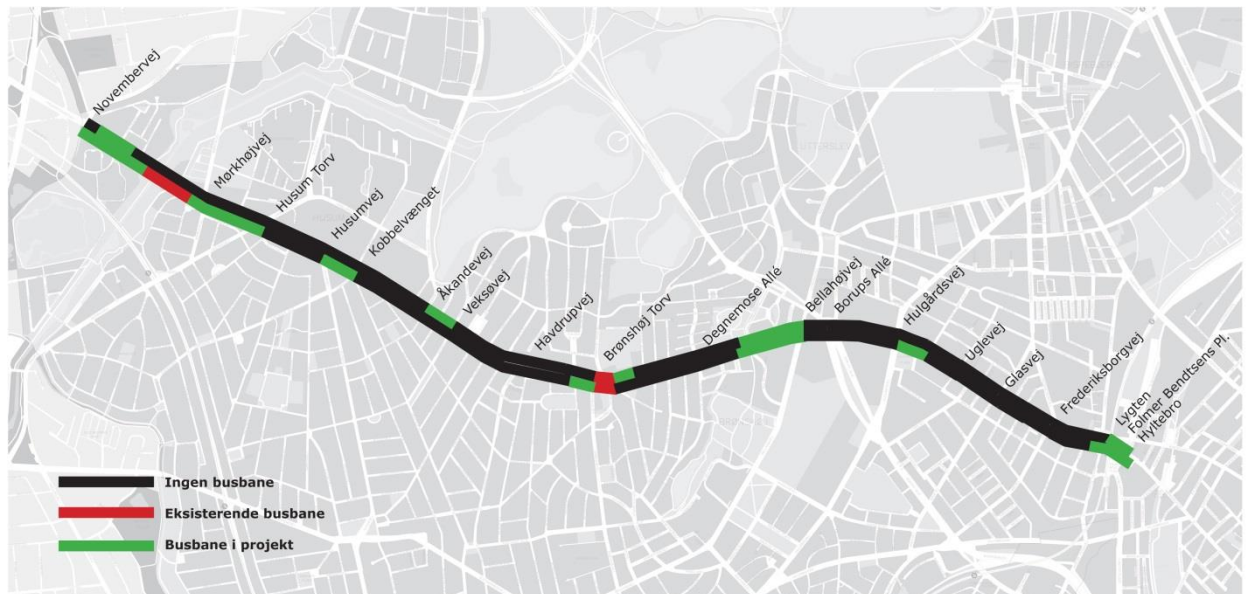 Novembervej
Mørkhøjvej
Husum Torv
Husumvej
Kobbelvænget
Åkandevej
Veksøvej
Havdrupvej
Brønshøj Torv
Degnemose Allé
Bellahøjvej
Borups Allé
Hulgårdsvej
Uglevej
Glasvej
Frederiksborgvej
Lygten
Folmer Bendtsens Pl.
Hyltebro
Ingen busbane
Eksisterende busbane
Busbane i projekt